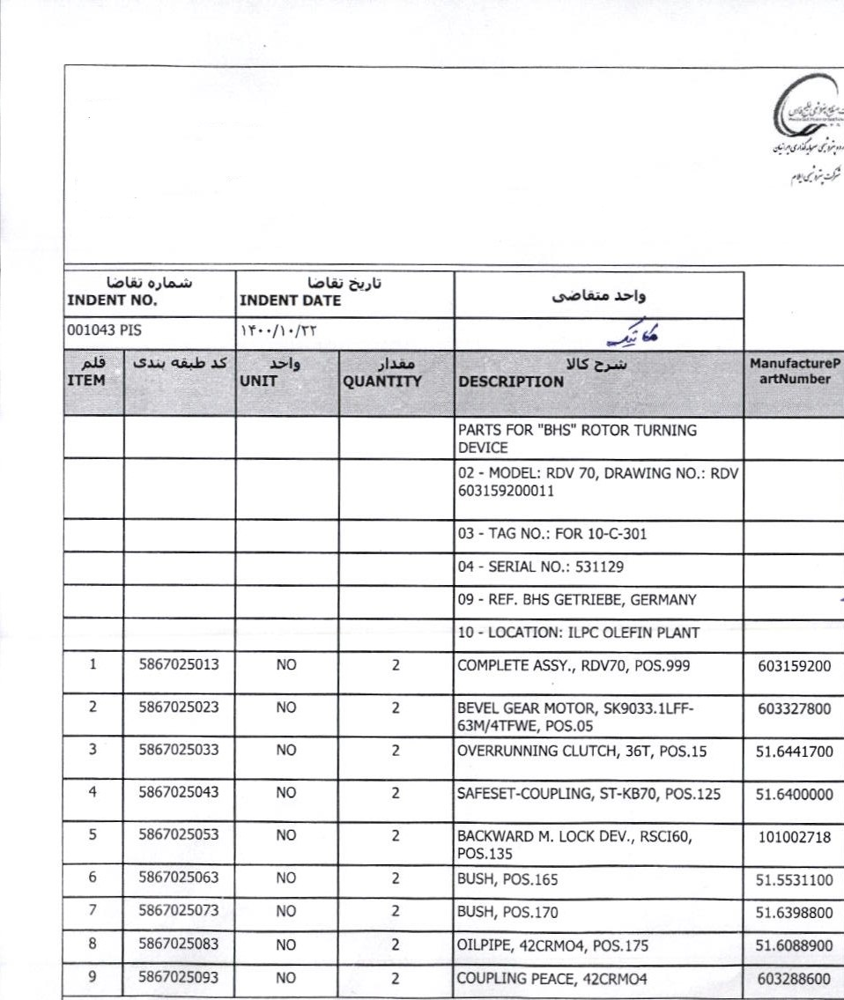 شرکت پتروشیمی ایلام
شماره تقاضا
INDENT NO.
تاریخ تقاضا
INDENT DATE
واحد متقاضی
001043 PIS
۱۴۰۰/۱۰/۲۲
مکانیک
قلم
ITEM
کد طبقه بندی
واحد
UNIT
مقدار
QUANTITY
شرح کالا
DESCRIPTION
ManufactureP
artNumber
PARTS FOR "BHS" ROTOR TURNING
DEVICE
02 - MODEL: RDV 70, DRAWING NO.: RDV
603159200011
03 - TAG NO.: FOR 10-C-301
04 - SERIAL NO.: 531129
09 - REF. BHS GETRIEBE, GERMANY
10 - LOCATION: ILPC OLEFIN PLANT
1 5867025013 NO 2 COMPLETE ASSY., RDV70, POS.999 603159200
2 5867025023 NO 2 BEVEL GEAR MOTOR, SK9033.1LFF- 603327800
63M/4TFWE, POS.05
3 5867025033 NO 2 OVERRUNNING CLUTCH, 36T, POS.15 51.6441700
4 5867025043 NO 2 SAFESET-COUPLING, ST-KB70, POS.125 51.6400000
5 5867025053 NO 2 BACKWARD M. LOCK DEV., RSCI60, 101002718
POS.135
6 5867025063 NO 2 BUSH, POS.165 51.5531100
7 5867025073 NO 2 BUSH, POS.170 51.6398800
8 5867025083 NO 2 OILPIPE, 42CRMO4, POS.175 51.6088900
9 5867025093 NO 2 COUPLING PEACE, 42CRMO4 603288600